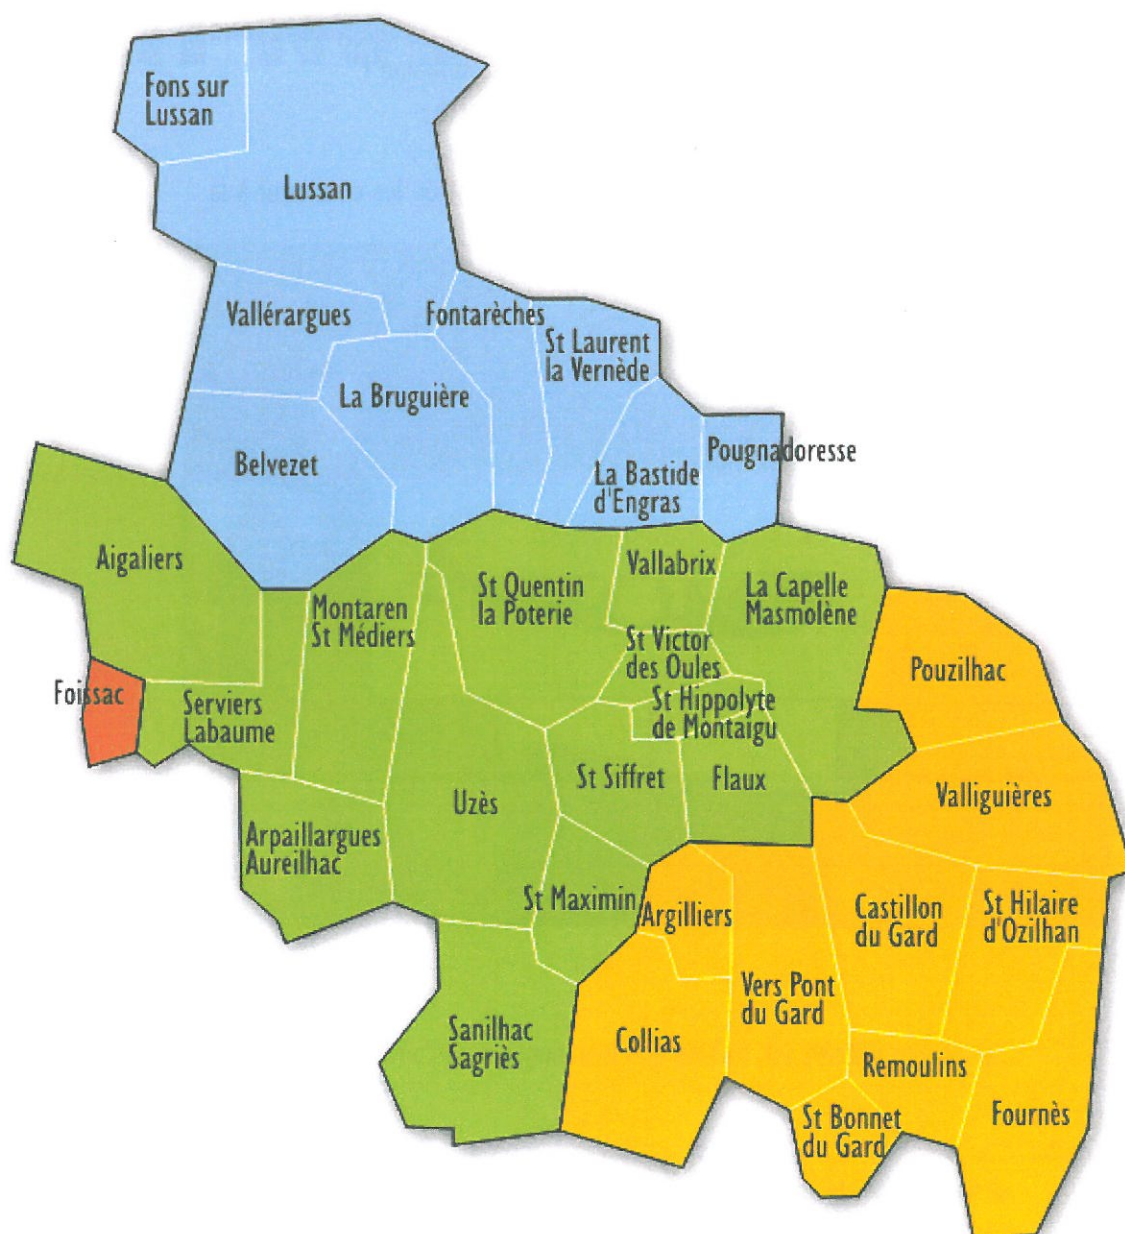 Fons sur
Lussan
Lussan
Vallérargues
Fontarèches
St Laurent
la Vernède
La Bruguière
Belvezet
La Bastide
d'Engras
Pougnadoresse
Aigaliers
Montaren
St Médiers
St Quentin
la Poterie
Vallabrix
La Capelle
Masmolène
St Victor
des Oules
Foissac
Serviers
Labaume
St Hippolyte
de Montaigu
Pouzilhac
St Siffret
Flaux
Uzès
Valliguières
Arpaillargues
Aureilhac
St Maximin
Argilliers
Castillon
du Gard
St Hilaire
d'Ozilhan
Vers Pont
du Gard
Sanilhac
Sagriès
Collias
Remoulins
St Bonnet
du Gard
Fournès